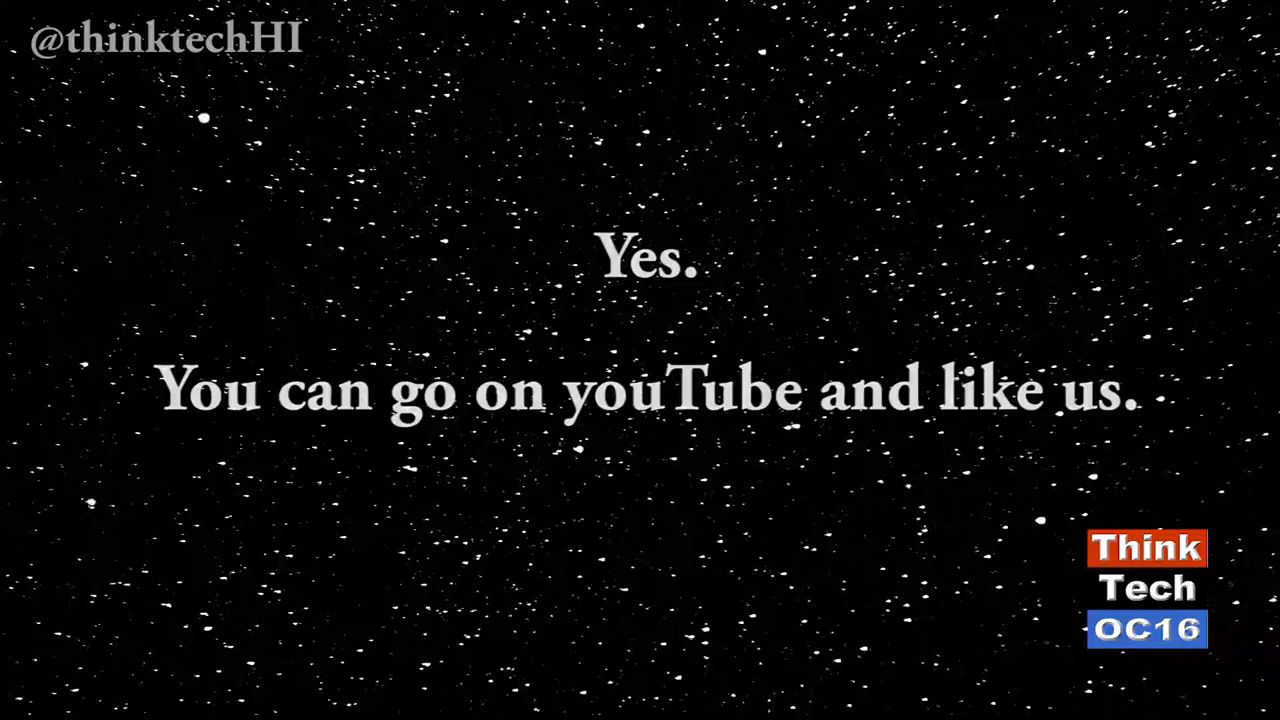 @thinktechHI
Yes.
You can go on youTube and like us.
Think
Tech
OC16